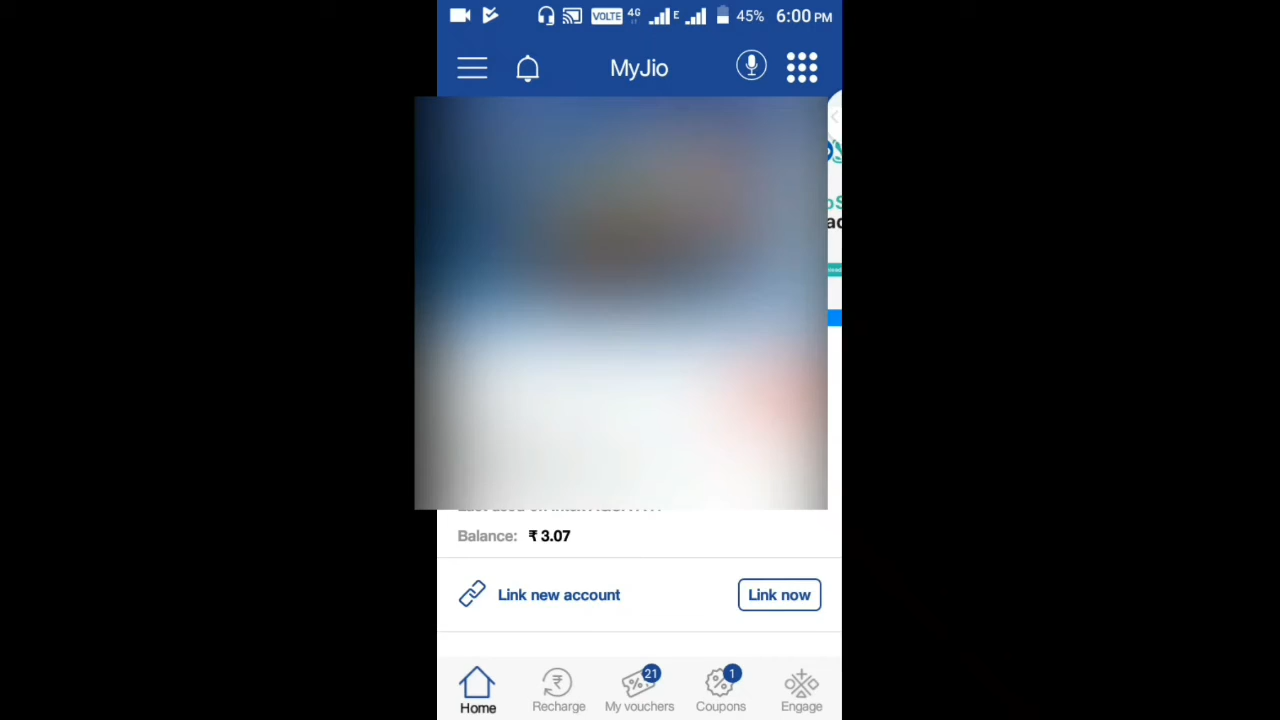 VOLTE 4G E 45% 6:00 PM
MyJio
Balance: ₹ 3.07
Link new account Link now
21 1
Home Recharge My vouchers Coupons Engage